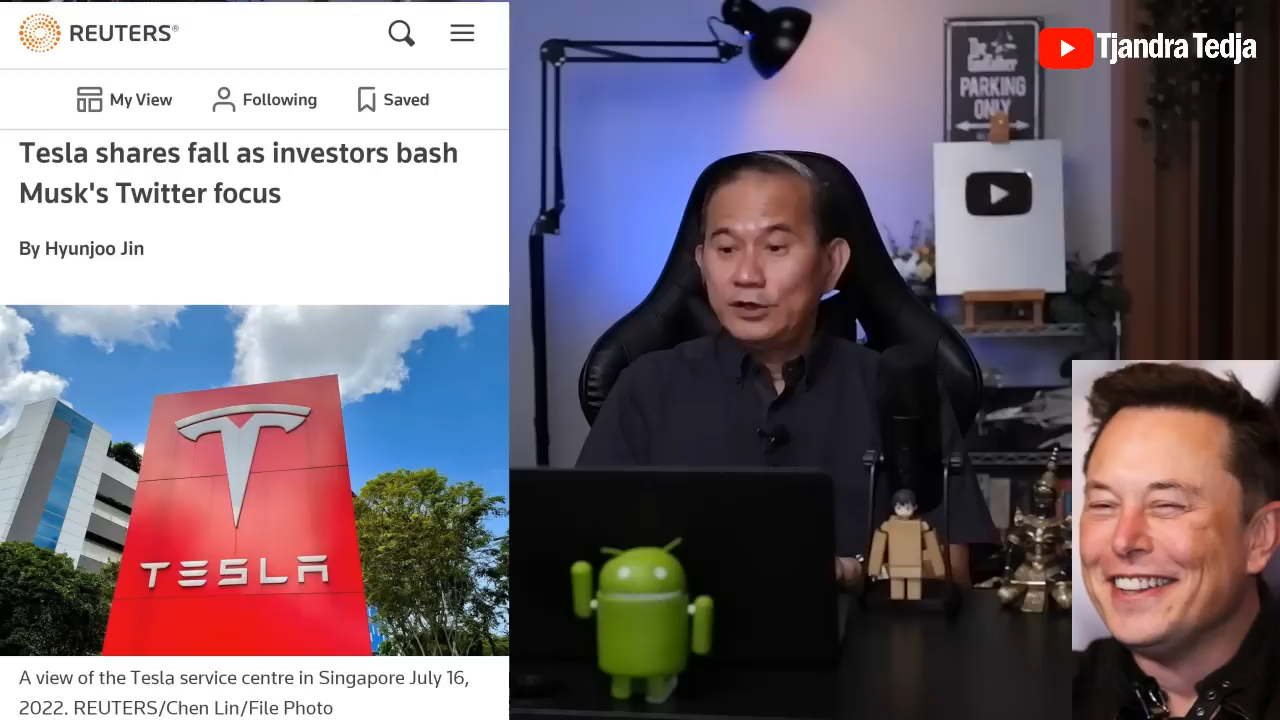 REUTERS®
My View
Following
Saved
Tesla shares fall as investors bash
Musk's Twitter focus
By Hyunjoo Jin
TESLA
A view of the Tesla service centre in Singapore July 16,
2022. REUTERS/Chen Lin/File Photo
The
Godfather
PARKING
ONLY
Tjandra Tedja